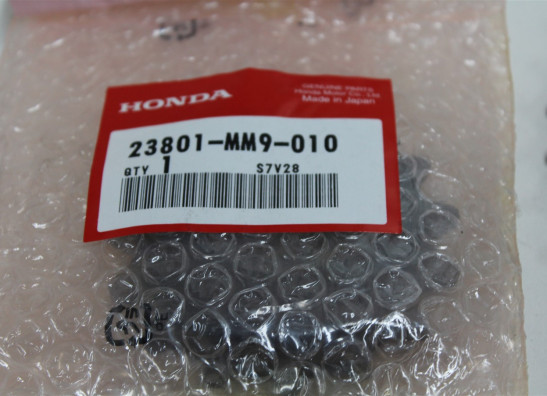 HONDA
GENUINE PARTS
Honda Motor Co., Ltd.
Made in Japan
23801-MM9-010
QTY 1 S7V28